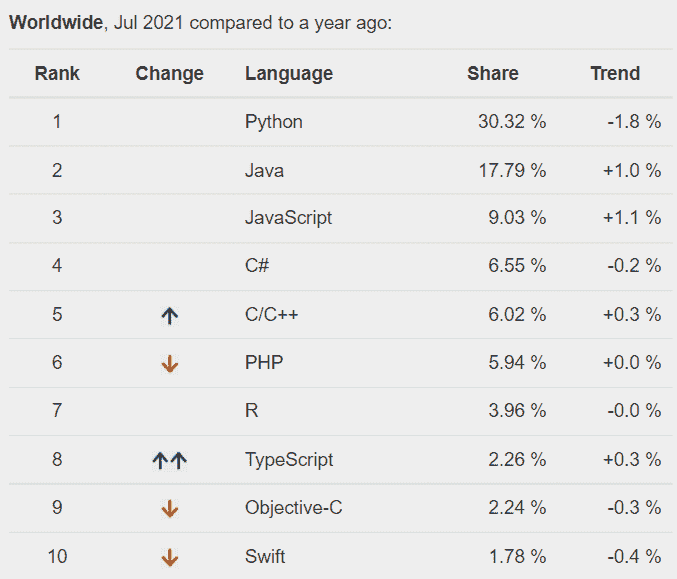 Worldwide, Jul 2021 compared to a year ago:
Rank Change Language Share Trend
1 Python 30.32 % -1.8 %
2 Java 17.79 % +1.0 %
3 JavaScript 9.03 % +1.1 %
4 C# 6.55 % -0.2 %
5 ↑ C/C++ 6.02 % +0.3 %
6 ↓ PHP 5.94 % +0.0 %
7 R 3.96 % -0.0 %
8 ↑↑ TypeScript 2.26 % +0.3 %
9 ↓ Objective-C 2.24 % -0.3 %
10 ↓ Swift 1.78 % -0.4 %